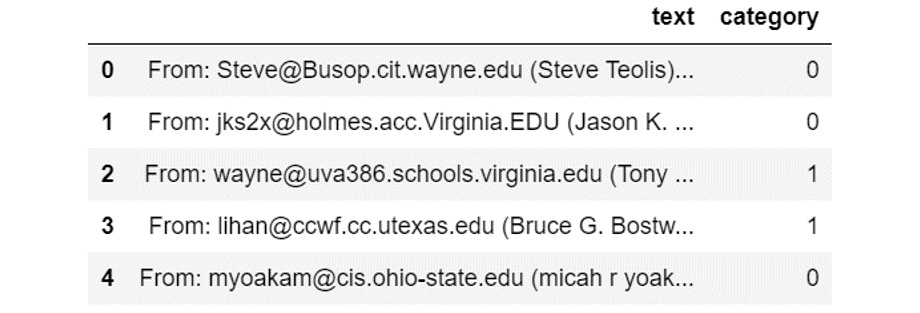 text category
0 From: Steve@Busop.cit.wayne.edu (Steve Teolis)... 0
1 From: jks2x@holmes.acc.Virginia.EDU (Jason K. ... 0
2 From: wayne@uva386.schools.virginia.edu (Tony ... 1
3 From: lihan@ccwf.cc.utexas.edu (Bruce G. Bostw... 1
4 From: myoakam@cis.ohio-state.edu (micah r yoak... 0